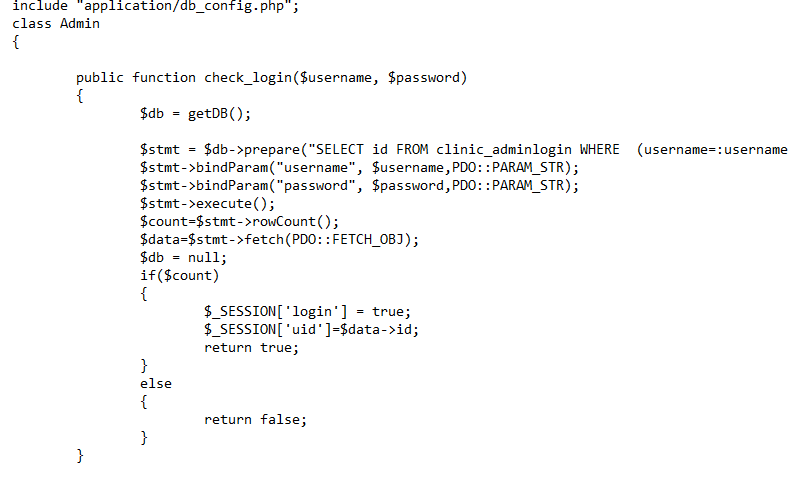 include "application/db_config.php";
class Admin
{
public function check_login($username, $password)
{
$db = getDB();
$stmt = $db->prepare("SELECT id FROM clinic_adminlogin WHERE  (username=:username
$stmt->bindParam("username", $username,PDO::PARAM_STR);
$stmt->bindParam("password", $password,PDO::PARAM_STR);
$stmt->execute();
$count=$stmt->rowCount();
$data=$stmt->fetch(PDO::FETCH_OBJ);
$db = null;
if($count)
{
$_SESSION['login'] = true;
$_SESSION['uid']=$data->id;
return true;
}
else
{
return false;
}
}